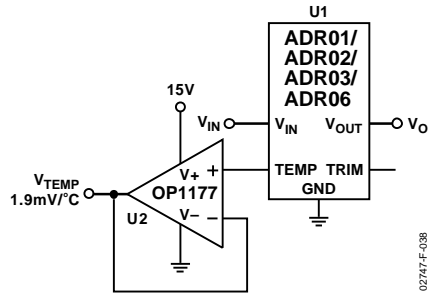 U1
ADR01/
ADR02/
ADR03/
ADR06
15V
VIN
VIN
VOUT
VO
V+
+
TEMP
TRIM
VTEMP
1.9mV/°C
OP1177
GND
U2
V−
−
02747-F-038